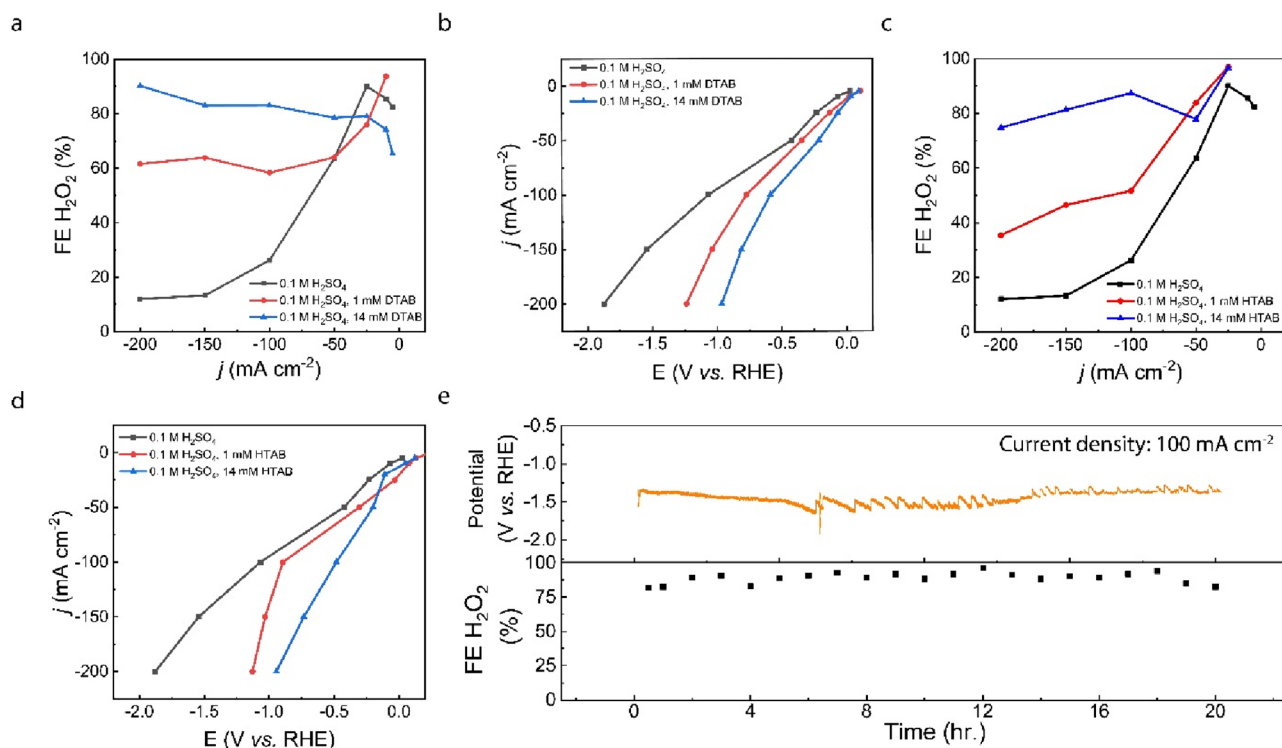 a
FE H₂O₂ (%)
100
80
60
40
20
0
0.1 M H₂SO₄
0.1 M H₂SO₄, 1 mM DTAB
0.1 M H₂SO₄, 14 mM DTAB
-200 -150 -100 -50 0
j (mA cm⁻²)
b
j (mA cm⁻²)
0
-50
-100
-150
-200
0.1 M H₂SO₄
0.1 M H₂SO₄, 1 mM DTAB
0.1 M H₂SO₄, 14 mM DTAB
-2.0 -1.5 -1.0 -0.5 0.0
E (V vs. RHE)
c
FE H₂O₂ (%)
100
80
60
40
20
0
0.1 M H₂SO₄
0.1 M H₂SO₄, 1 mM HTAB
0.1 M H₂SO₄, 14 mM HTAB
-200 -150 -100 -50 0
j (mA cm⁻²)
d
j (mA cm⁻²)
0
-50
-100
-150
-200
0.1 M H₂SO₄
0.1 M H₂SO₄, 1 mM HTAB
0.1 M H₂SO₄, 14 mM HTAB
-2.0 -1.5 -1.0 -0.5 0.0
E (V vs. RHE)
e
Potential
(V vs. RHE)
-0.5
-1.0
-1.5
-2.0
Current density: 100 mA cm⁻²
FE H₂O₂
(%)
100
75
50
25
0
0 4 8 12 16 20
Time (hr.)